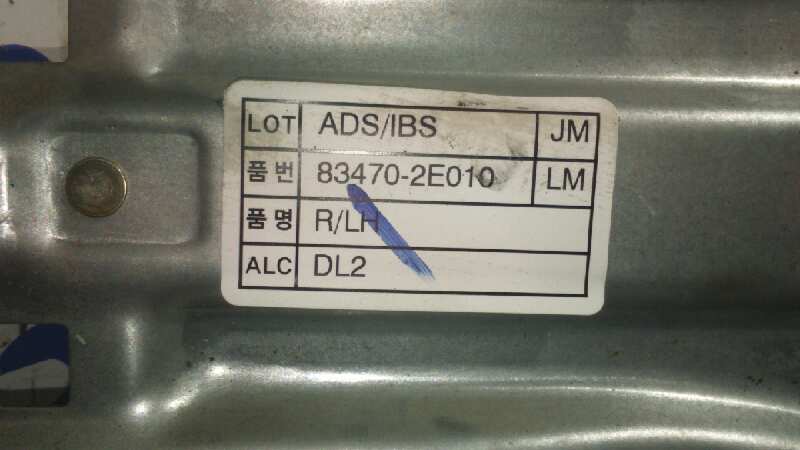 LOT ADS/IBS JM
품번 83470-2E010 LM
품명 R/LH
ALC DL2